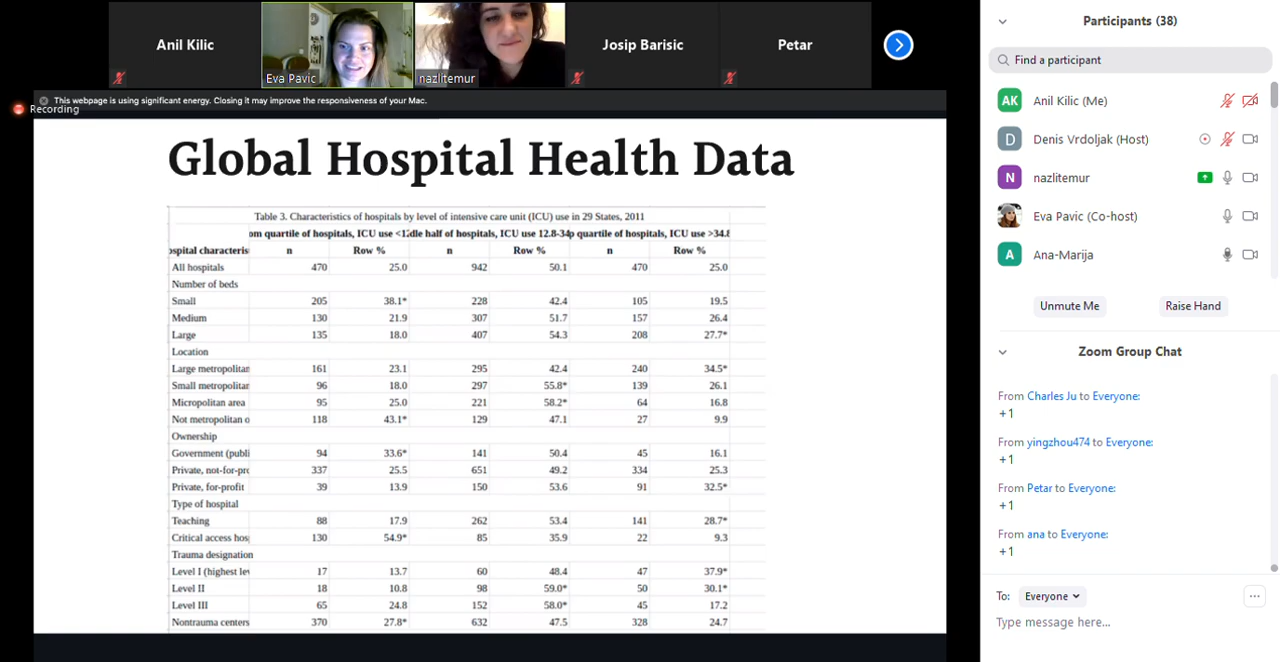 Anil Kilic
Eva Pavic
nazlitemur
Josip Barisic
Petar
This webpage is using significant energy. Closing it may improve the responsiveness of your Mac.
Recording
Global Hospital Health Data
Table 3. Characteristics of hospitals by level of intensive care unit (ICU) use in 29 States, 2011
om quartile of hospitals, ICU use <12 dle half of hospitals, ICU use 12.8-34 p quartile of hospitals, ICU use >34.8
ospital characteris n Row % n Row % n Row %
All hospitals 470 25.0 942 50.1 470 25.0
Number of beds
Small 205 38.1* 228 42.4 105 19.5
Medium 130 21.9 307 51.7 157 26.4
Large 135 18.0 407 54.3 208 27.7*
Location
Large metropolitan 161 23.1 295 42.4 240 34.5*
Small metropolitan 96 18.0 297 55.8* 139 26.1
Micropolitan area 95 25.0 221 58.2* 64 16.8
Not metropolitan o 118 43.1* 129 47.1 27 9.9
Ownership
Government (publi 94 33.6* 141 50.4 45 16.1
Private, not-for-pro 337 25.5 651 49.2 334 25.3
Private, for-profit 39 13.9 150 53.6 91 32.5*
Type of hospital
Teaching 88 17.9 262 53.4 141 28.7*
Critical access hos 130 54.9* 85 35.9 22 9.3
Trauma designation
Level I (highest lev 17 13.7 60 48.4 47 37.9*
Level II 18 10.8 98 59.0* 50 30.1*
Level III 65 24.8 152 58.0* 45 17.2
Nontrauma centers 370 27.8* 632 47.5 328 24.7
Participants (38)
Find a participant
AK Anil Kilic (Me)
D Denis Vrdoljak (Host)
N nazlitemur
Eva Pavic (Co-host)
A Ana-Marija
Unmute Me Raise Hand
Zoom Group Chat
From Charles Ju to Everyone:
+1
From yingzhou474 to Everyone:
+1
From Petar to Everyone:
+1
From ana to Everyone:
+1
To: Everyone
Type message here...